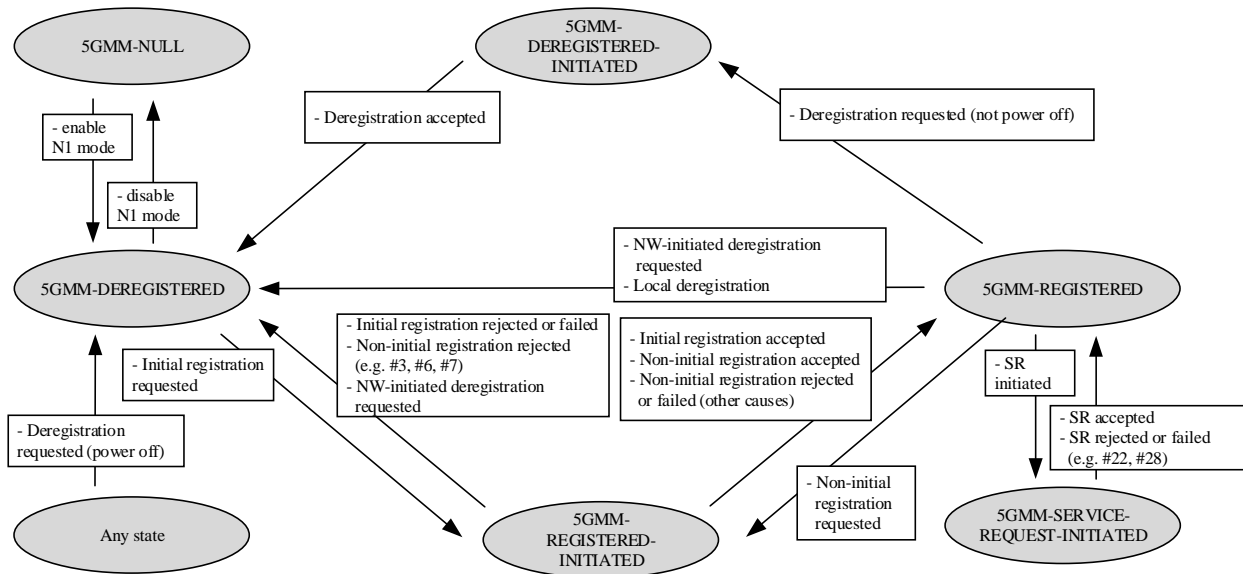 5GMM-NULL
5GMM-
DEREGISTERED-
INITIATED
- enable
N1 mode
- disable
N1 mode
- Deregistration accepted
- Deregistration requested (not power off)
- NW-initiated deregistration
requested
- Local deregistration
5GMM-DEREGISTERED
5GMM-REGISTERED
- Initial registration
requested
- Initial registration rejected or failed
- Non-initial registration rejected
(e.g. #3, #6, #7)
- NW-initiated deregistration
requested
- Initial registration accepted
- Non-initial registration accepted
- Non-initial registration rejected
or failed (other causes)
- SR
initiated
- Deregistration
requested (power off)
- SR accepted
- SR rejected or failed
(e.g. #22, #28)
- Non-initial
registration
requested
Any state
5GMM-
REGISTERED-
INITIATED
5GMM-SERVICE-
REQUEST-INITIATED